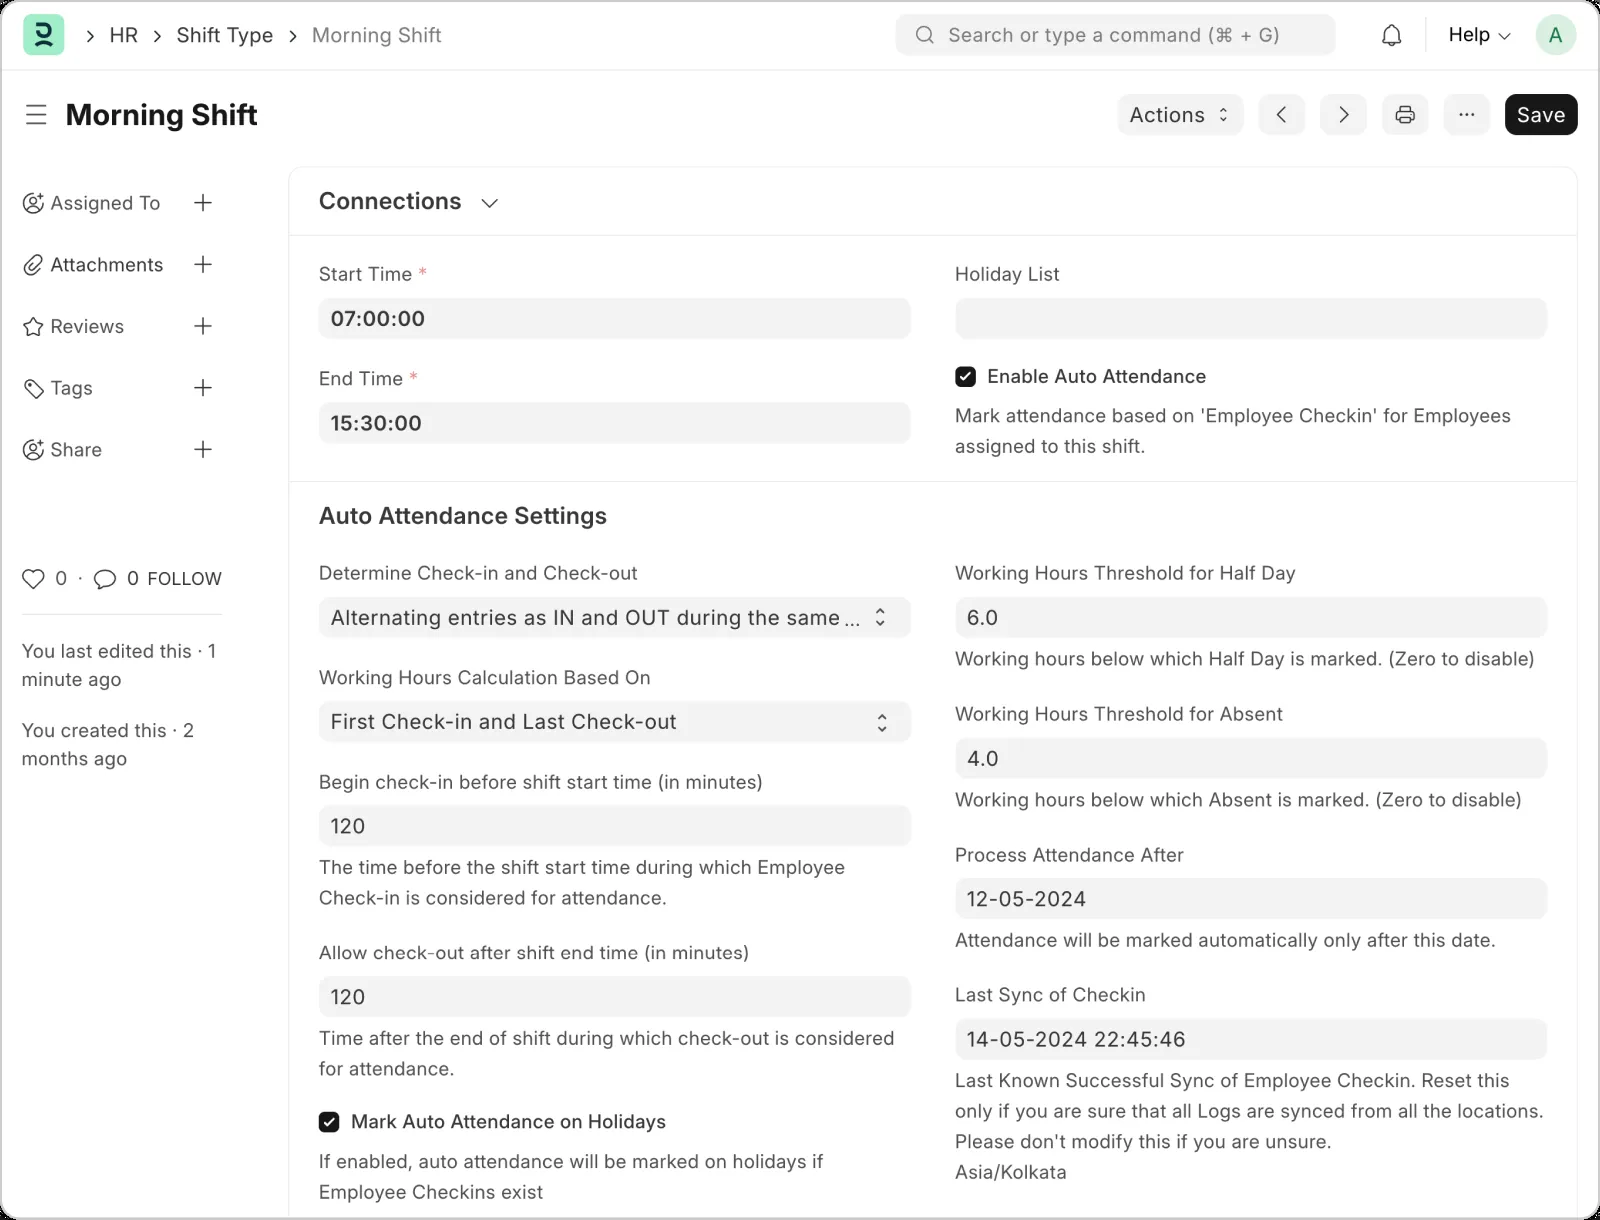 HR Shift Type Morning Shift
Search or type a command (⌘ + G)
Help
A
Morning Shift
Actions
Save
Assigned To
Attachments
Reviews
Tags
Share
0 · 0 FOLLOW
You last edited this · 1
minute ago
You created this · 2
months ago
Connections
Start Time *
07:00:00
End Time *
15:30:00
Holiday List
Enable Auto Attendance
Mark attendance based on 'Employee Checkin' for Employees
assigned to this shift.
Auto Attendance Settings
Determine Check-in and Check-out
Alternating entries as IN and OUT during the same ...
Working Hours Calculation Based On
First Check-in and Last Check-out
Begin check-in before shift start time (in minutes)
120
The time before the shift start time during which Employee
Check-in is considered for attendance.
Allow check-out after shift end time (in minutes)
120
Time after the end of shift during which check-out is considered
for attendance.
Mark Auto Attendance on Holidays
If enabled, auto attendance will be marked on holidays if
Employee Checkins exist
Working Hours Threshold for Half Day
6.0
Working hours below which Half Day is marked. (Zero to disable)
Working Hours Threshold for Absent
4.0
Working hours below which Absent is marked. (Zero to disable)
Process Attendance After
12-05-2024
Attendance will be marked automatically only after this date.
Last Sync of Checkin
14-05-2024 22:45:46
Last Known Successful Sync of Employee Checkin. Reset this
only if you are sure that all Logs are synced from all the locations.
Please don't modify this if you are unsure.
Asia/Kolkata